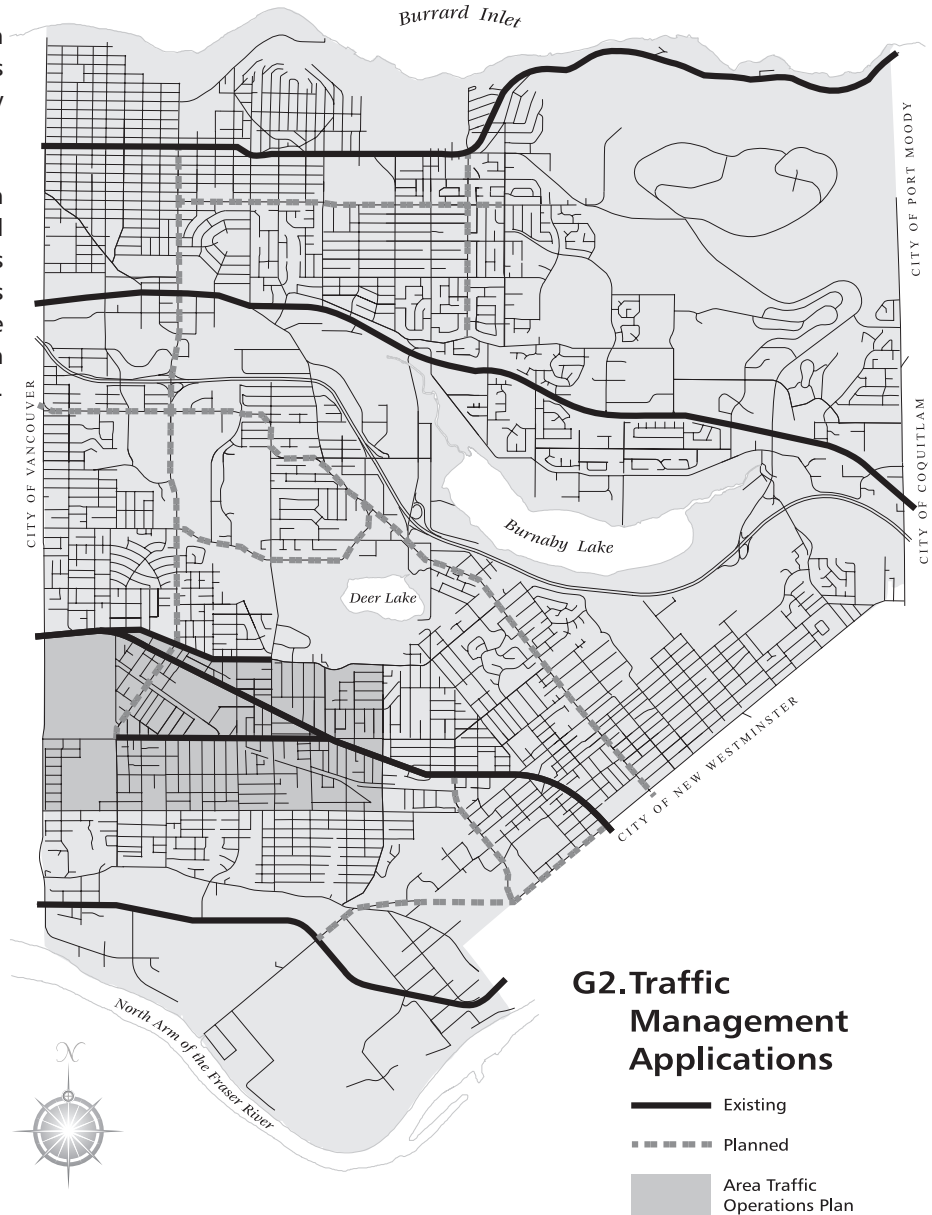 Burrard Inlet
CITY OF PORT MOODY
CITY OF VANCOUVER
CITY OF COQUITLAM
Burnaby Lake
Deer Lake
CITY OF NEW WESTMINSTER
North Arm of the Fraser River
N
G2. Traffic
Management
Applications
Existing
Planned
Area Traffic
Operations Plan